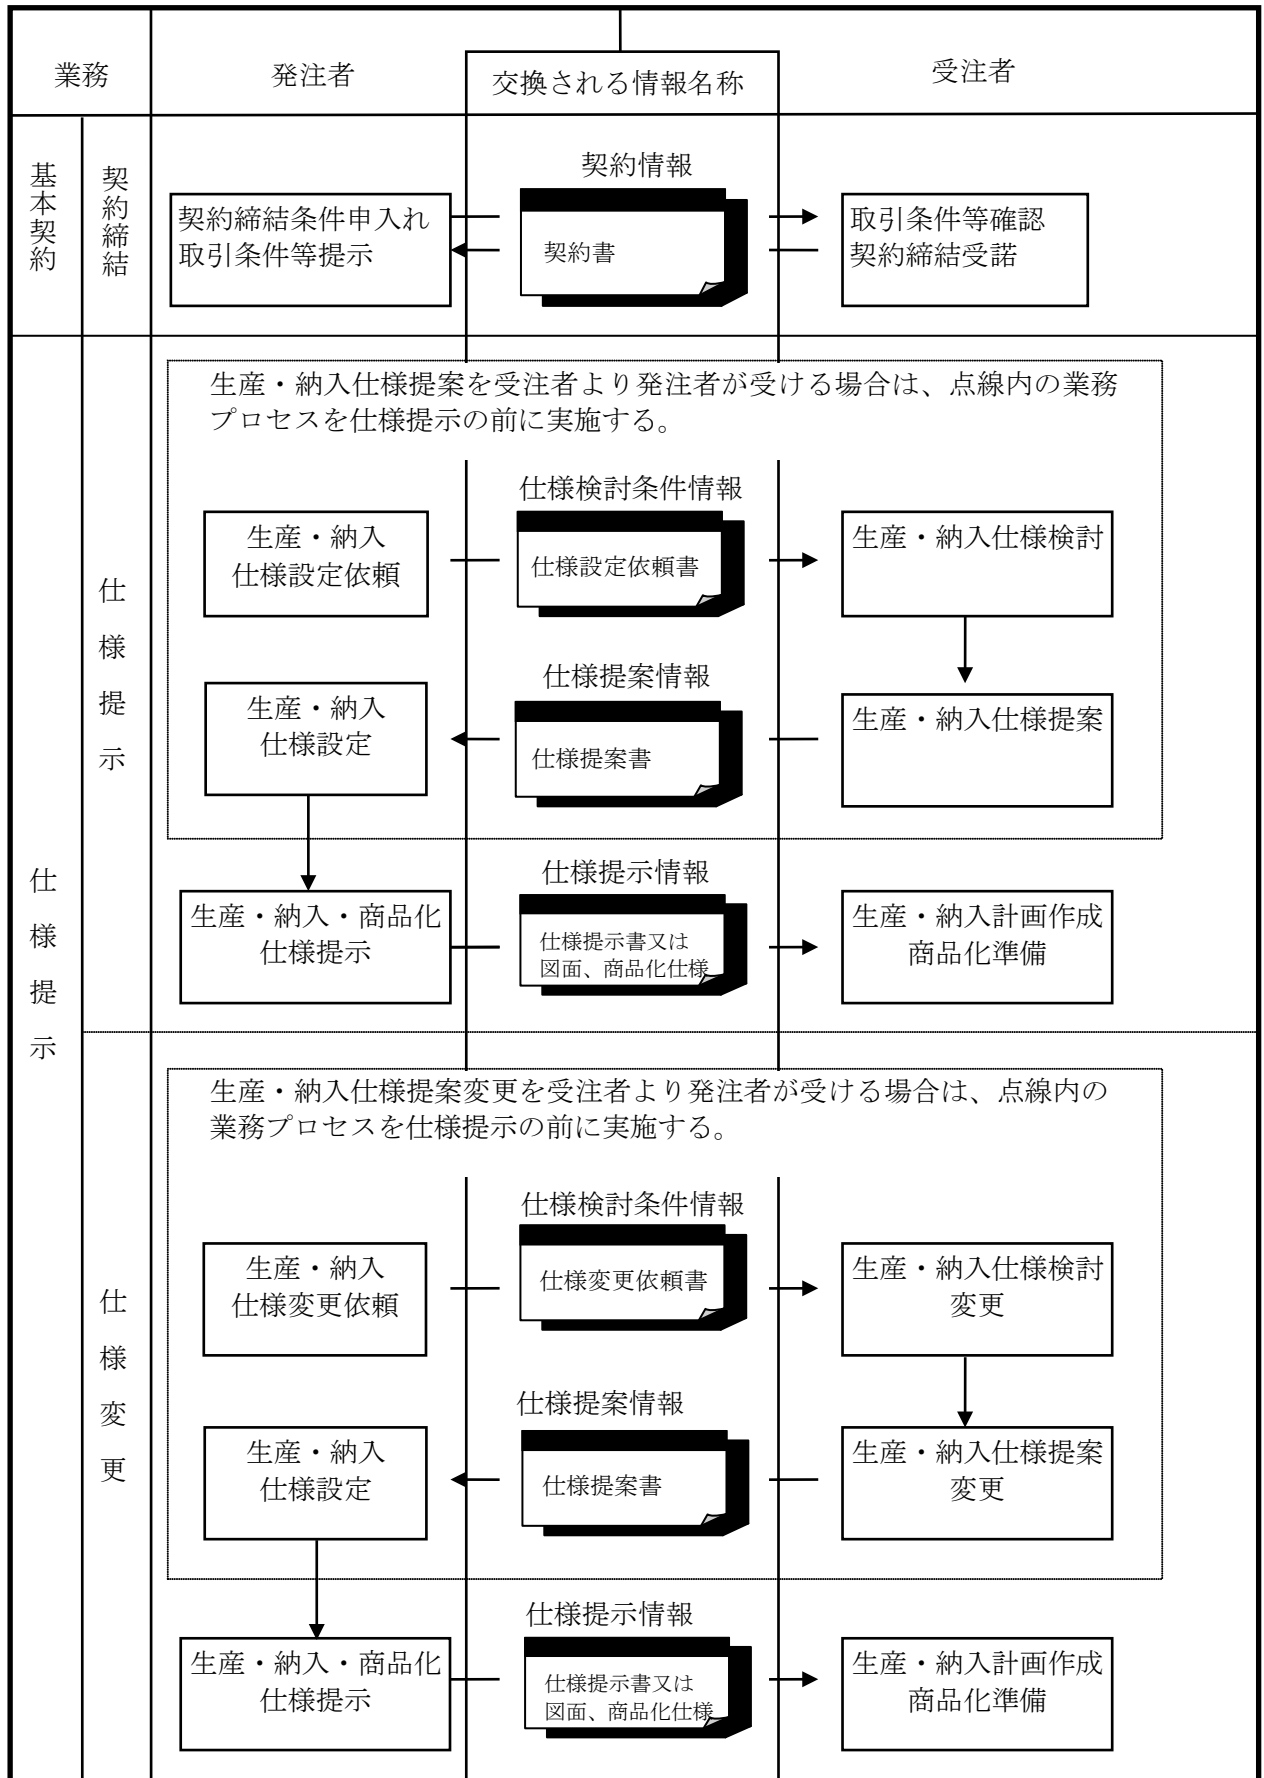 業務
発注者
交換される情報名称
受注者
基本契約
契約締結
契約情報
契約締結条件申入れ
取引条件等提示
契約書
取引条件等確認
契約締結受諾
仕様提示
仕様提示
生産・納入仕様提案を受注者より発注者が受ける場合は、点線内の業務
プロセスを仕様提示の前に実施する。
仕様検討条件情報
生産・納入
仕様設定依頼
仕様設定依頼書
生産・納入仕様検討
仕様提案情報
生産・納入
仕様設定
仕様提案書
生産・納入仕様提案
仕様提示情報
生産・納入・商品化
仕様提示
仕様提示書又は
図面、商品化仕様
生産・納入計画作成
商品化準備
仕様変更
生産・納入仕様提案変更を受注者より発注者が受ける場合は、点線内の
業務プロセスを仕様提示の前に実施する。
仕様検討条件情報
生産・納入
仕様変更依頼
仕様変更依頼書
生産・納入仕様検討
変更
仕様提案情報
生産・納入
仕様設定
仕様提案書
生産・納入仕様提案
変更
仕様提示情報
生産・納入・商品化
仕様提示
仕様提示書又は
図面、商品化仕様
生産・納入計画作成
商品化準備